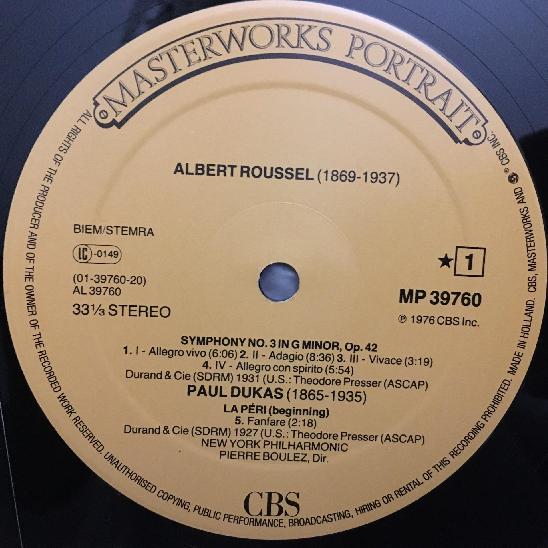 MASTERWORKS PORTRAIT
ALBERT ROUSSEL (1869-1937)
BIEM/STEMRA
LC-0149
(01-39760-20)
AL 39760
33⅓ STEREO
★ 1
MP 39760
℗ 1976 CBS Inc.
SYMPHONY NO. 3 IN G MINOR, Op. 42
1. I - Allegro vivo (6:06) 2. II - Adagio (8:36) 3. III - Vivace (3:19)
4. IV - Allegro con spirito (5:54)
Durand & Cie (SDRM) 1931 (U.S.: Theodore Presser (ASCAP)
PAUL DUKAS (1865-1935)
LA PÉRI (beginning)
5. Fanfare (2:18)
Durand & Cie (SDRM) 1927 (U.S.: Theodore Presser (ASCAP)
NEW YORK PHILHARMONIC
PIERRE BOULEZ, Dir.
CBS
ALL RIGHTS OF THE PRODUCER AND OF THE OWNER OF THE RECORDED WORK RESERVED. UNAUTHORISED COPYING, PUBLIC PERFORMANCE, BROADCASTING, HIRING OR RENTAL OF THIS RECORDING PROHIBITED. MADE IN HOLLAND. CBS, MASTERWORKS AND ® CBS INC.